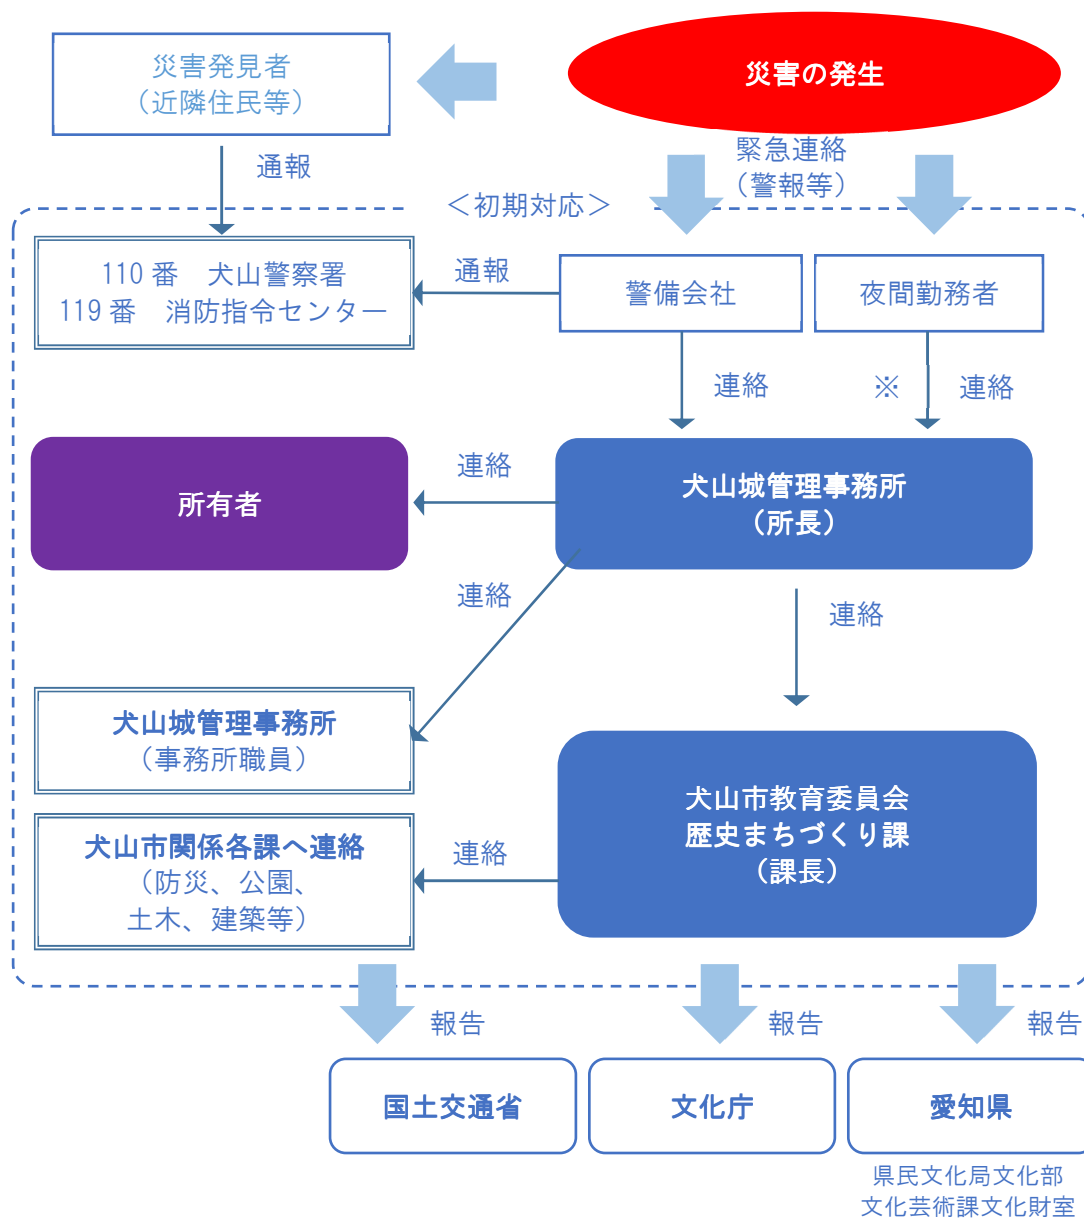 災害の発生
災害発見者
（近隣住民等）
緊急連絡
（警報等）
通報
＜初期対応＞
110番　犬山警察署
119番　消防指令センター
通報
警備会社
夜間勤務者
連絡
※　連絡
所有者
連絡
犬山城管理事務所
（所長）
連絡
連絡
犬山城管理事務所
（事務所職員）
犬山市教育委員会
歴史まちづくり課
（課長）
犬山市関係各課へ連絡
（防災、公園、
土木、建築等）
連絡
報告
報告
報告
国土交通省
文化庁
愛知県
県民文化局文化部
文化芸術課文化財室